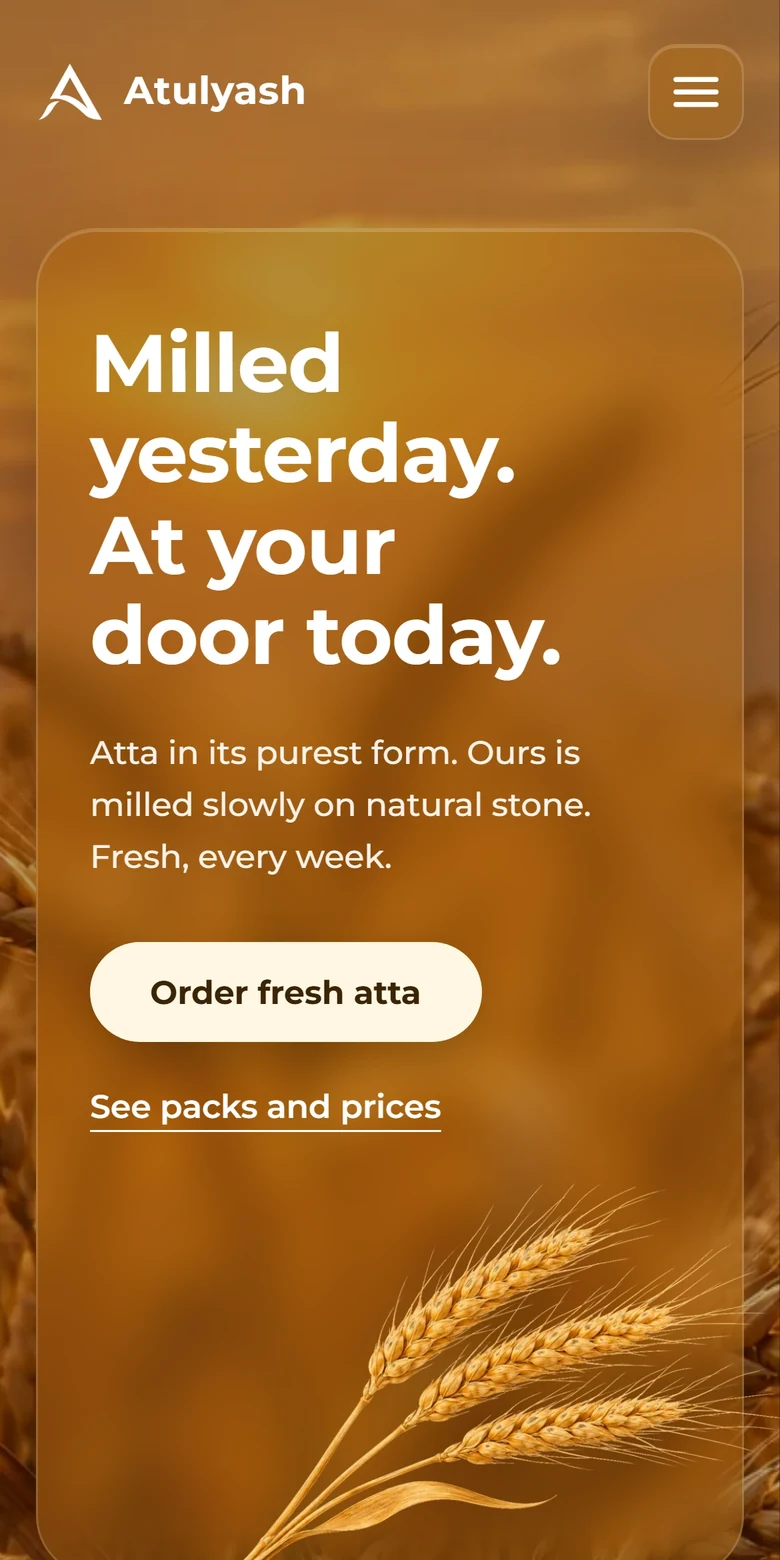 Atulyash
Milled
yesterday.
At your
door today.
Atta in its purest form. Ours is
milled slowly on natural stone.
Fresh, every week.
Order fresh atta
See packs and prices